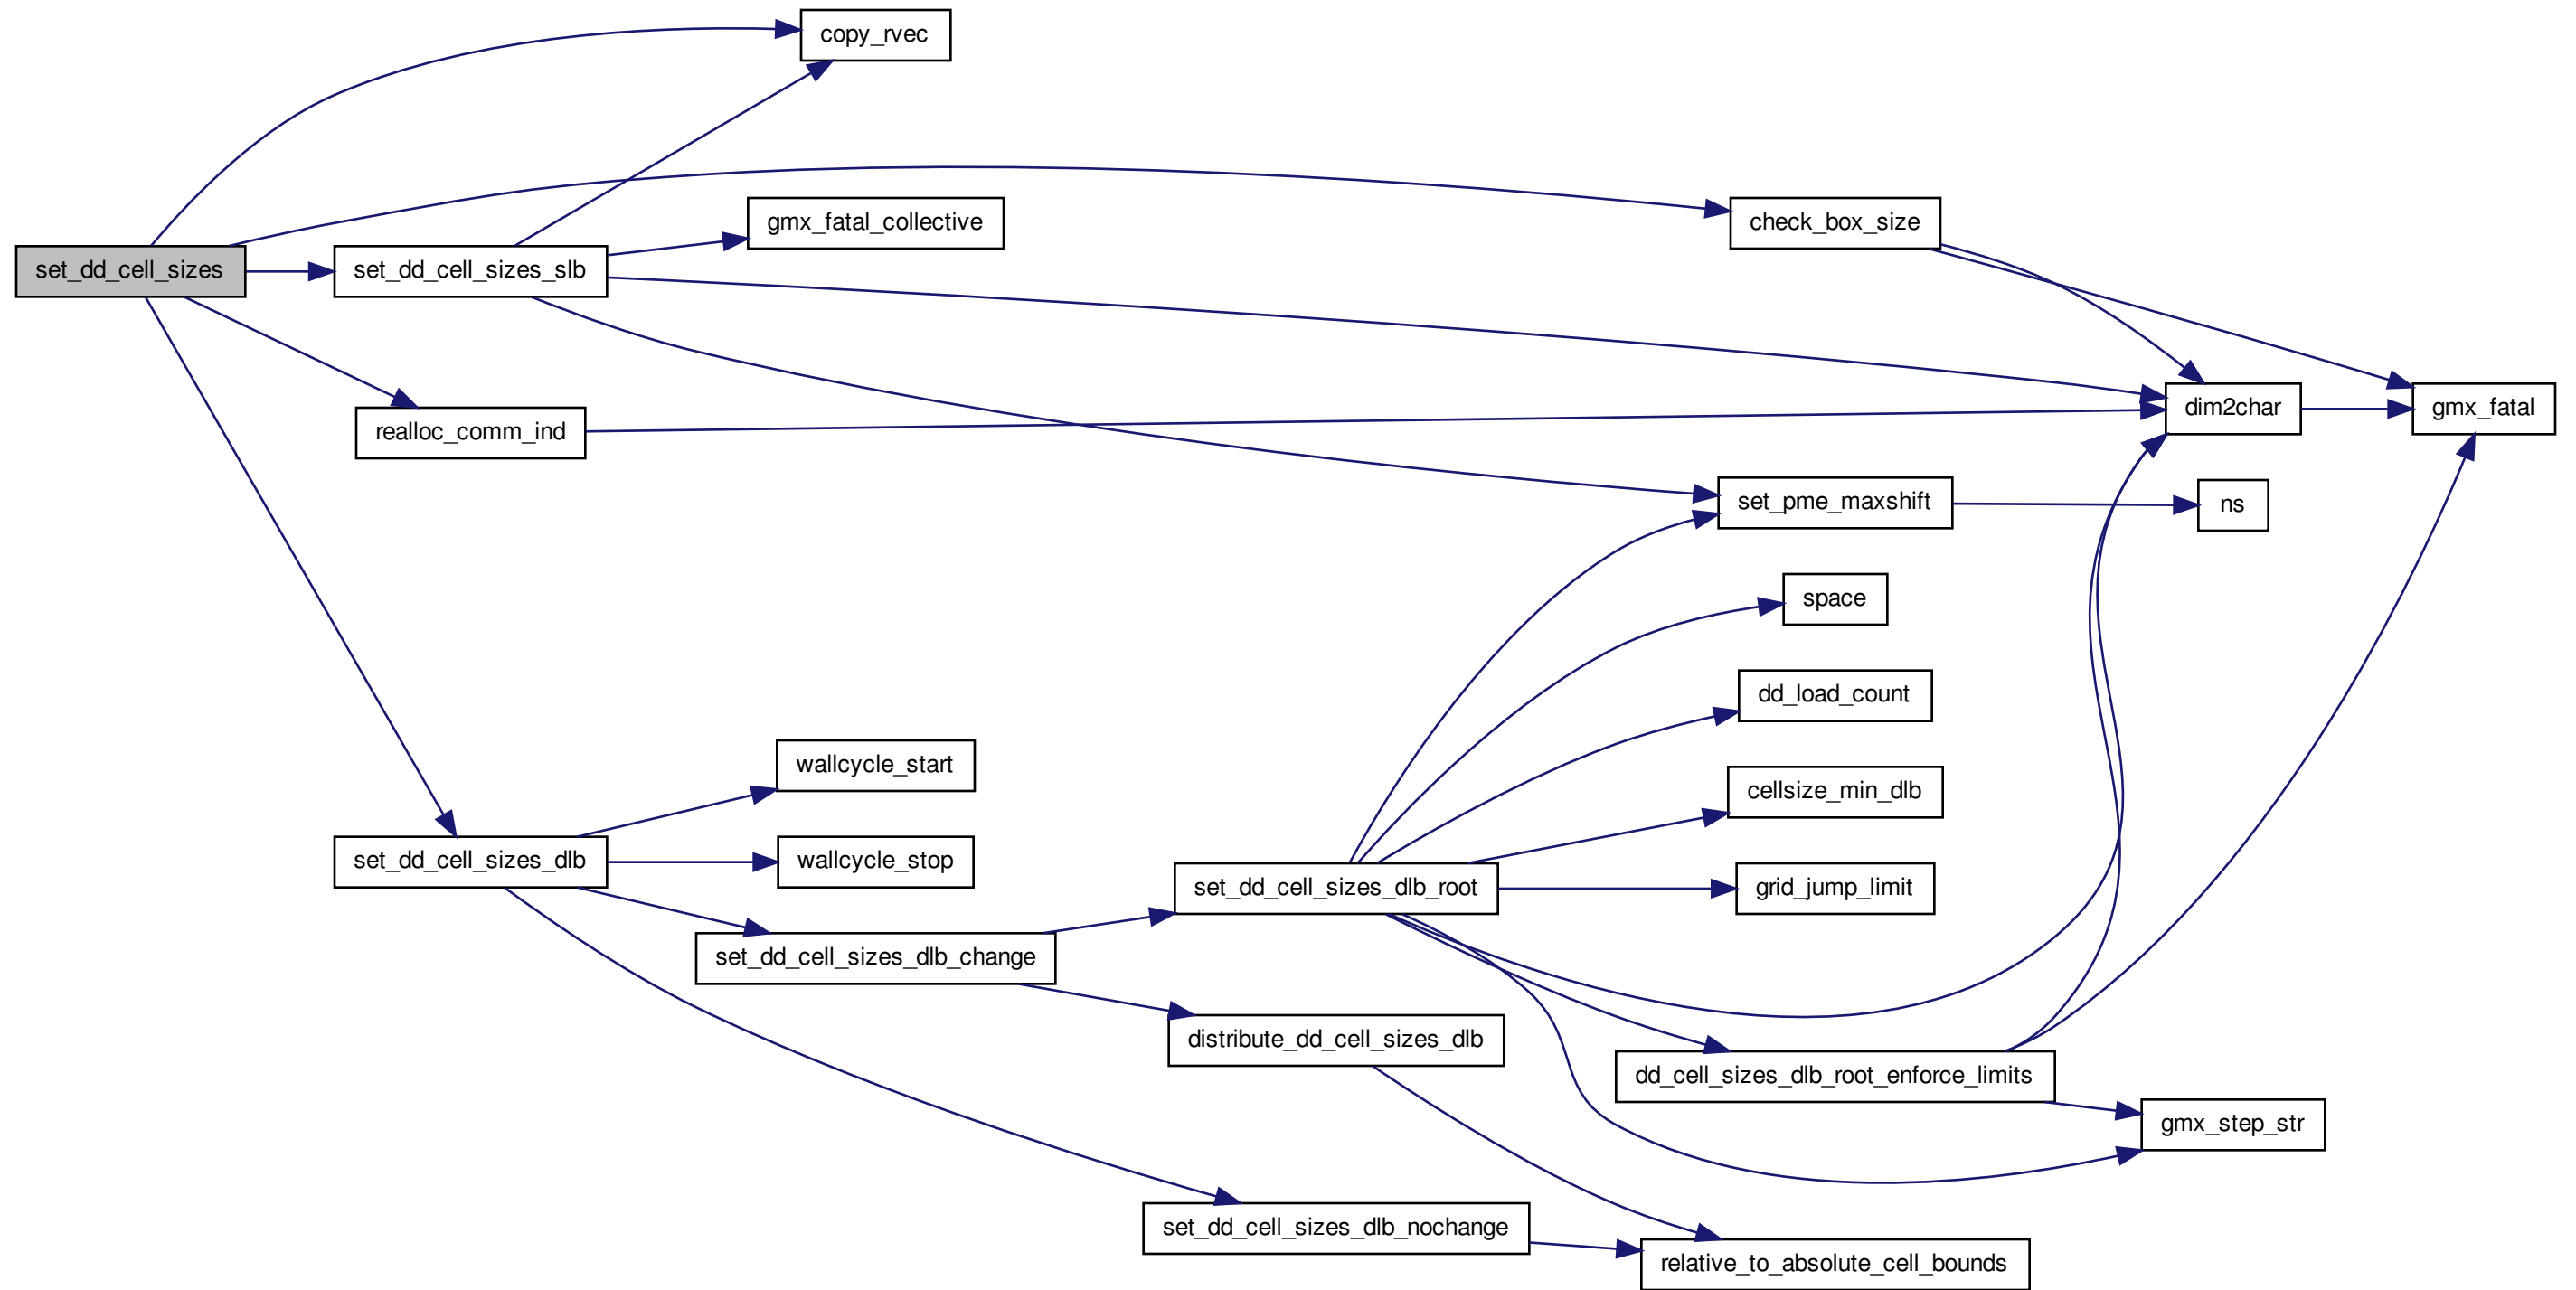 copy_rvec
gmx_fatal_collective
check_box_size
set_dd_cell_sizes
set_dd_cell_sizes_slb
realloc_comm_ind
dim2char
gmx_fatal
set_pme_maxshift
ns
space
dd_load_count
wallcycle_start
cellsize_min_dlb
set_dd_cell_sizes_dlb
wallcycle_stop
set_dd_cell_sizes_dlb_root
grid_jump_limit
set_dd_cell_sizes_dlb_change
distribute_dd_cell_sizes_dlb
dd_cell_sizes_dlb_root_enforce_limits
gmx_step_str
set_dd_cell_sizes_dlb_nochange
relative_to_absolute_cell_bounds